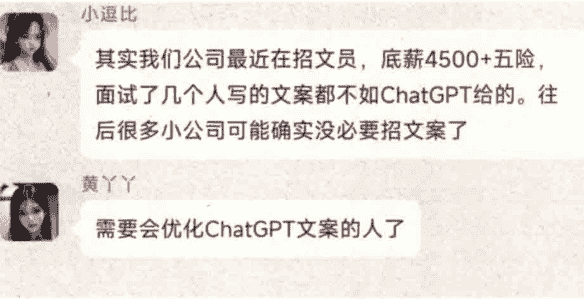 小逗比
其实我们公司最近在招文员，底薪4500+五险，
面试了几个人写的文案都不如ChatGPT给的。往
后很多小公司可能确实没必要招文案了
黄丫丫
需要会优化ChatGPT文案的人了